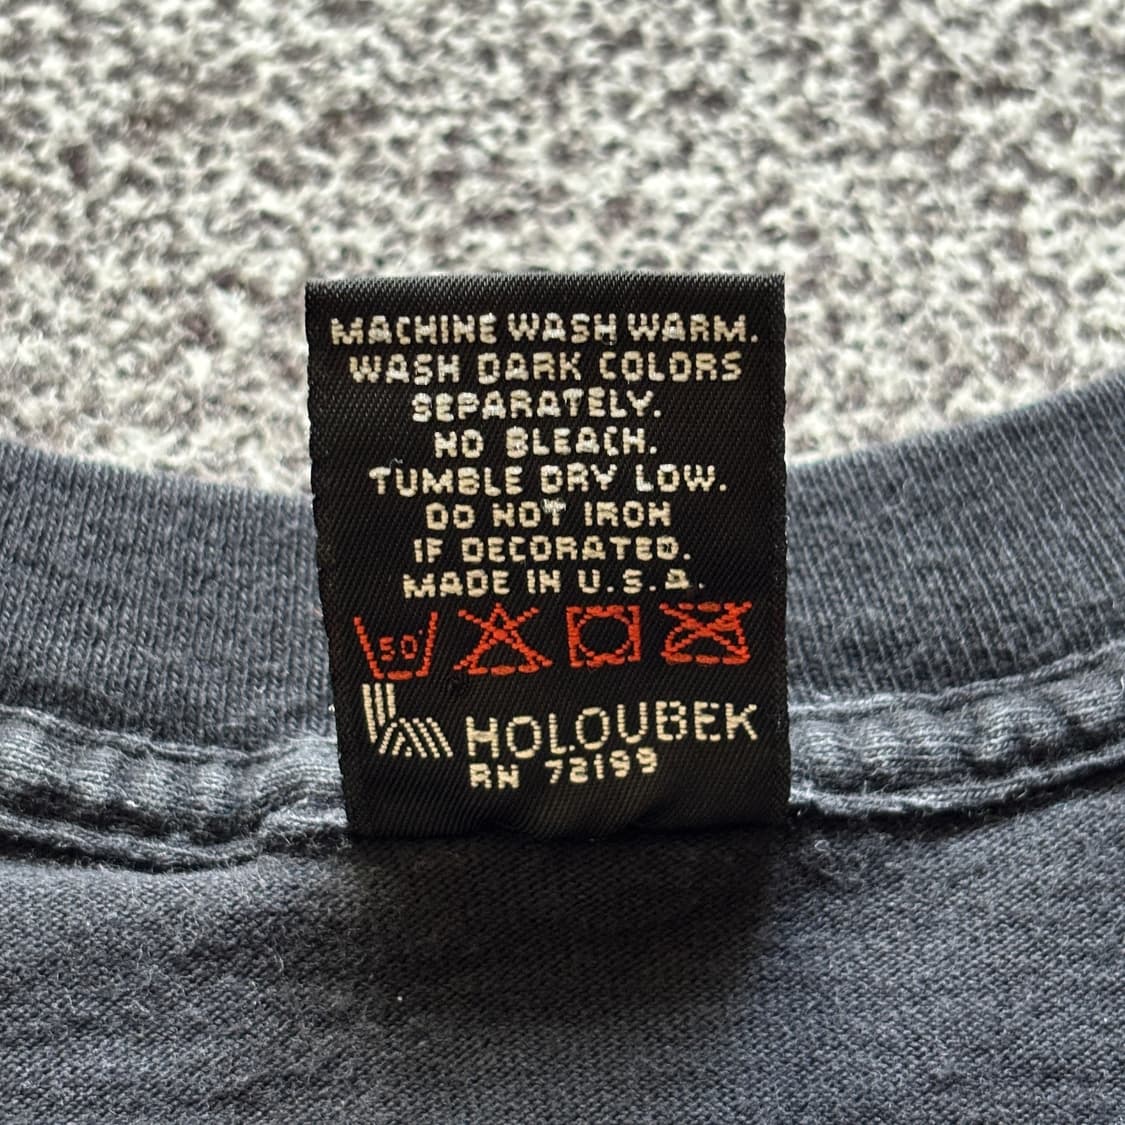 MACHINE WASH WARM.
WASH DARK COLORS
SEPARATELY.
NO BLEACH.
TUMBLE DRY LOW.
DO NOT IRON
IF DECORATED.
MADE IN U.S.A.
50°
HOLOUBEK
RN 72199